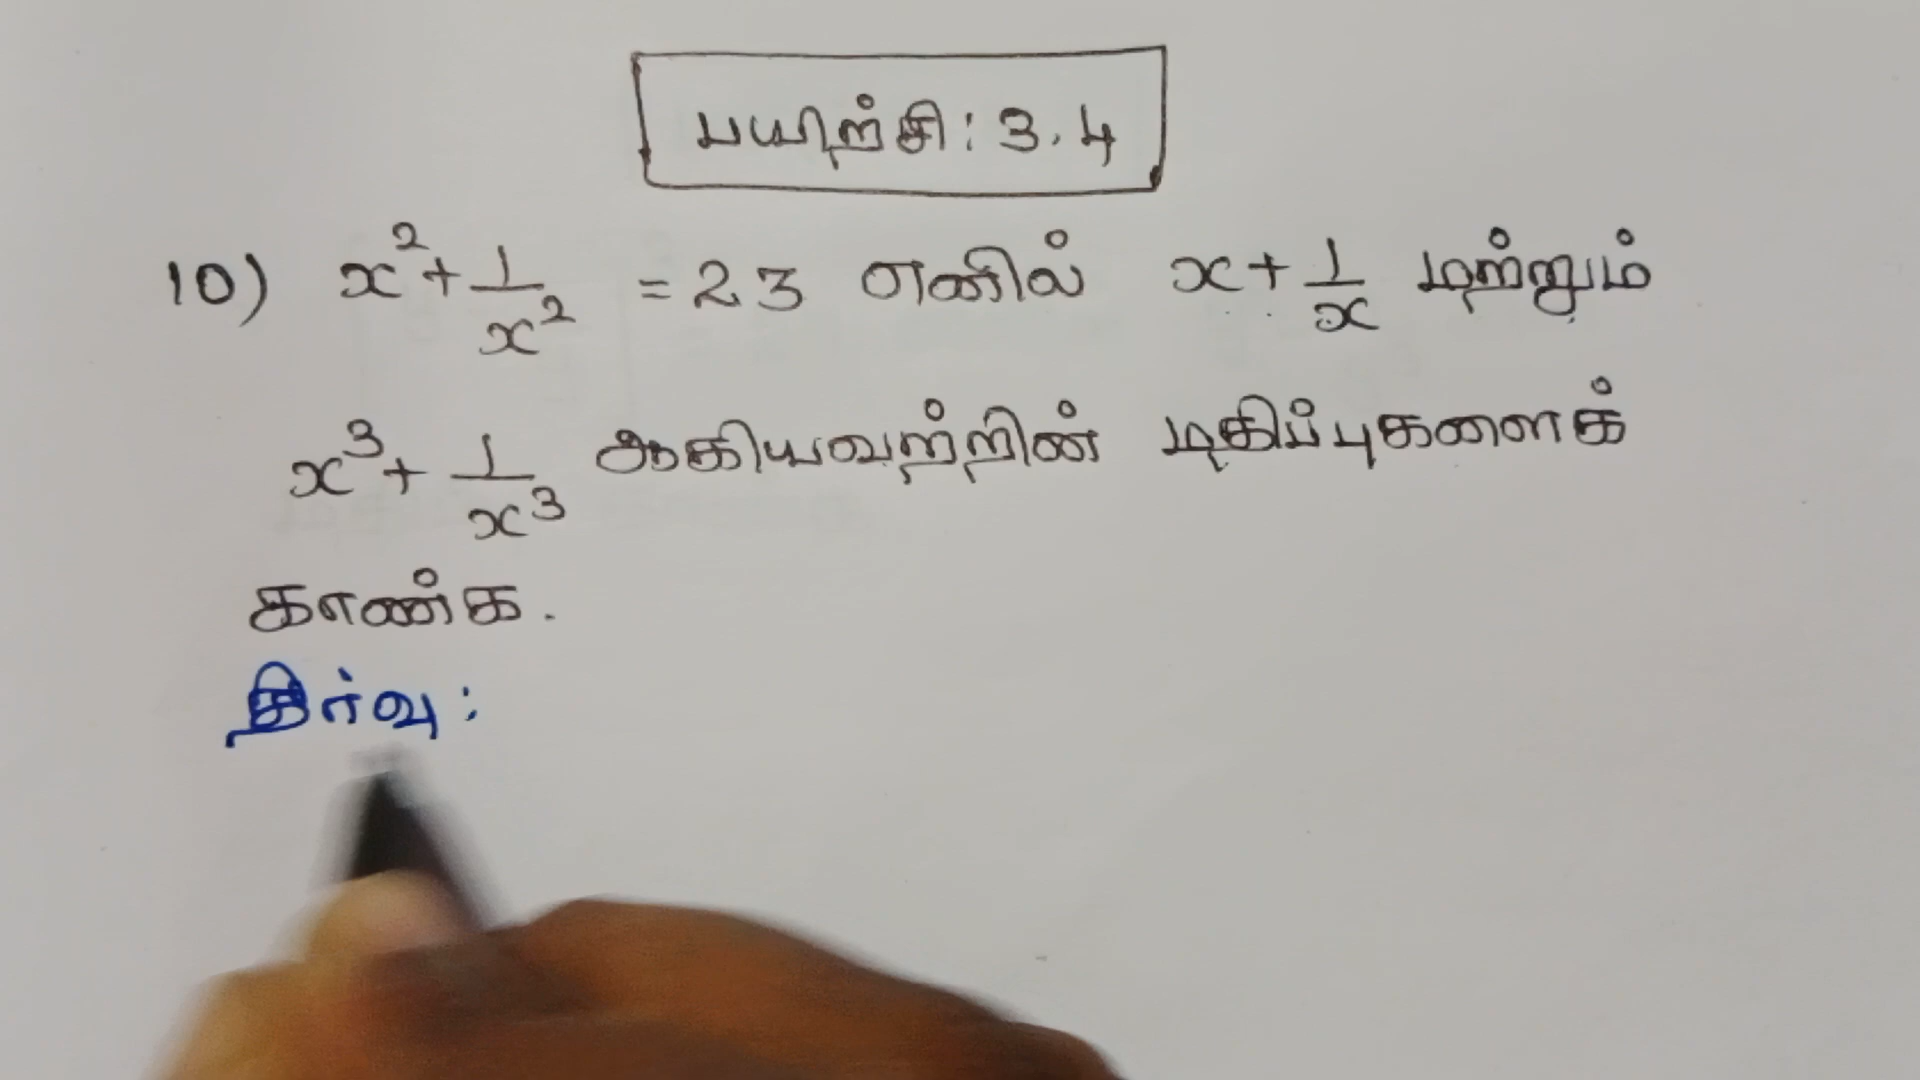 பயிற்சி: 3.4
10) x² + 1/x² = 23 எனில் x + 1/x மற்றும்
x³ + 1/x³ ஆகியவற்றின் மதிப்புகளைக்
காண்க.
தீர்வு: